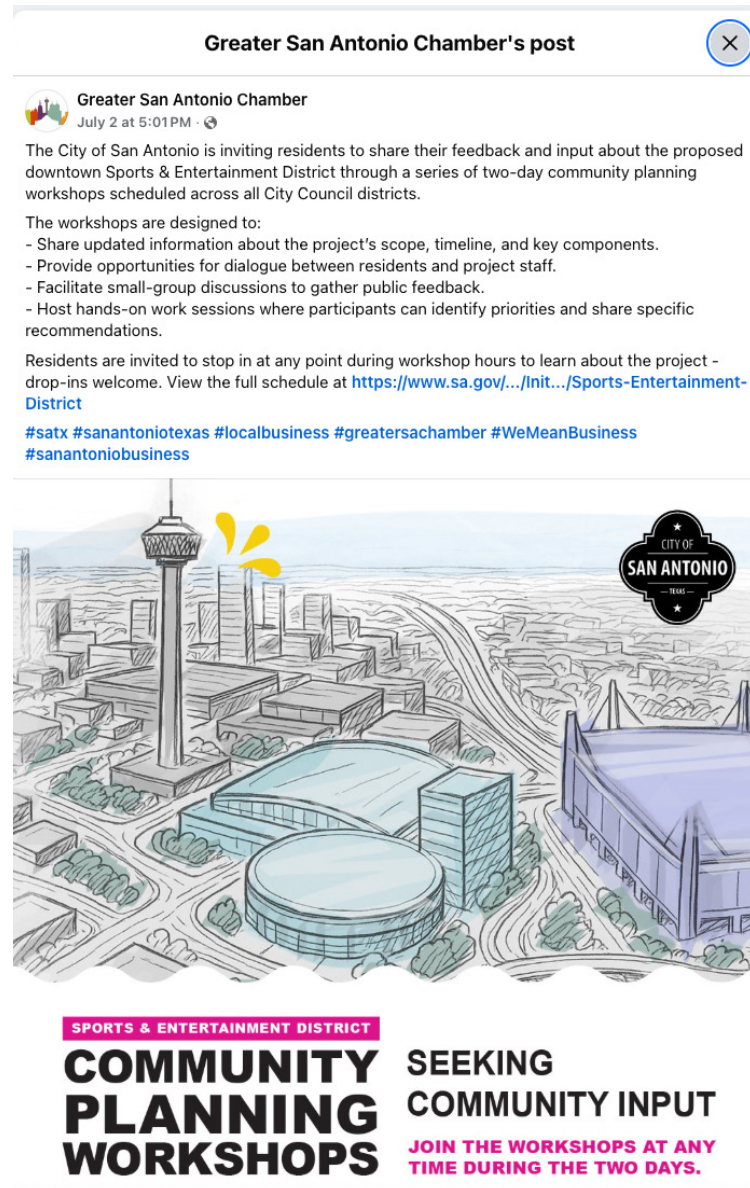 Greater San Antonio Chamber's post
Greater San Antonio Chamber
July 2 at 5:01 PM ·
The City of San Antonio is inviting residents to share their feedback and input about the proposed
downtown Sports & Entertainment District through a series of two-day community planning
workshops scheduled across all City Council districts.
The workshops are designed to:
- Share updated information about the project's scope, timeline, and key components.
- Provide opportunities for dialogue between residents and project staff.
- Facilitate small-group discussions to gather public feedback.
- Host hands-on work sessions where participants can identify priorities and share specific
recommendations.
Residents are invited to stop in at any point during workshop hours to learn about the project -
drop-ins welcome. View the full schedule at https://www.sa.gov/.../Init.../Sports-Entertainment-
District
#satx #sanantoniotexas #localbusiness #greatersachamber #WeMeanBusiness
#sanantoniobusiness
CITY OF
SAN ANTONIO
TEXAS
SPORTS & ENTERTAINMENT DISTRICT
COMMUNITY
PLANNING
WORKSHOPS
SEEKING
COMMUNITY INPUT
JOIN THE WORKSHOPS AT ANY
TIME DURING THE TWO DAYS.